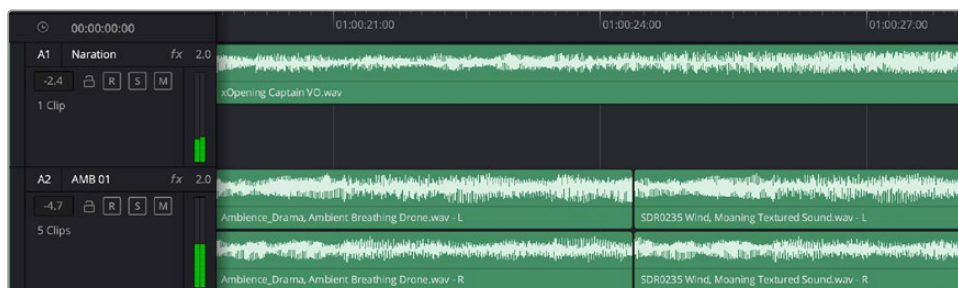 00:00:00:00 01:00:21:00 01:00:24:00 01:00:27:00
A1 Naration fx 2.0
-2.4 R S M
xOpening Captain VO.wav
1 Clip
A2 AMB 01 fx 2.0
-4.7 R S M
Ambience_Drama, Ambient Breathing Drone.wav - L SDR0235 Wind, Moaning Textured Sound.wav - L
5 Clips
Ambience_Drama, Ambient Breathing Drone.wav - R SDR0235 Wind, Moaning Textured Sound.wav - R